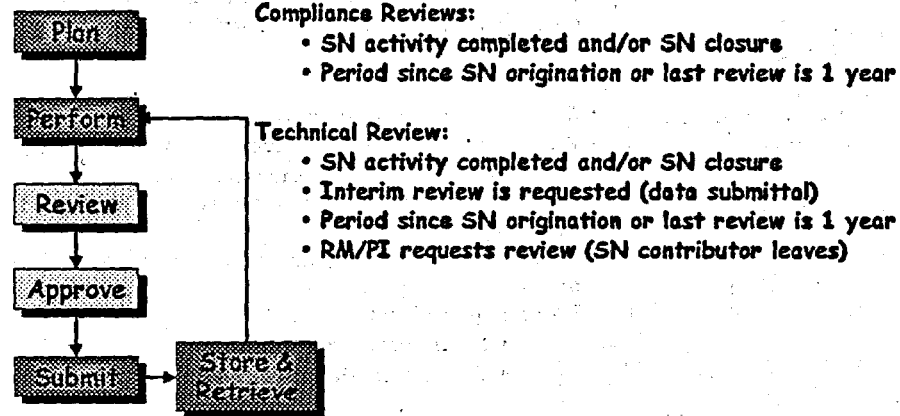 Plan
Perform
Review
Approve
Submit
Store &
Retrieve
Compliance Reviews:
• SN activity completed and/or SN closure
• Period since SN origination or last review is 1 year
Technical Review:
• SN activity completed and/or SN closure
• Interim review is requested (data submittal)
• Period since SN origination or last review is 1 year
• RM/PI requests review (SN contributor leaves)